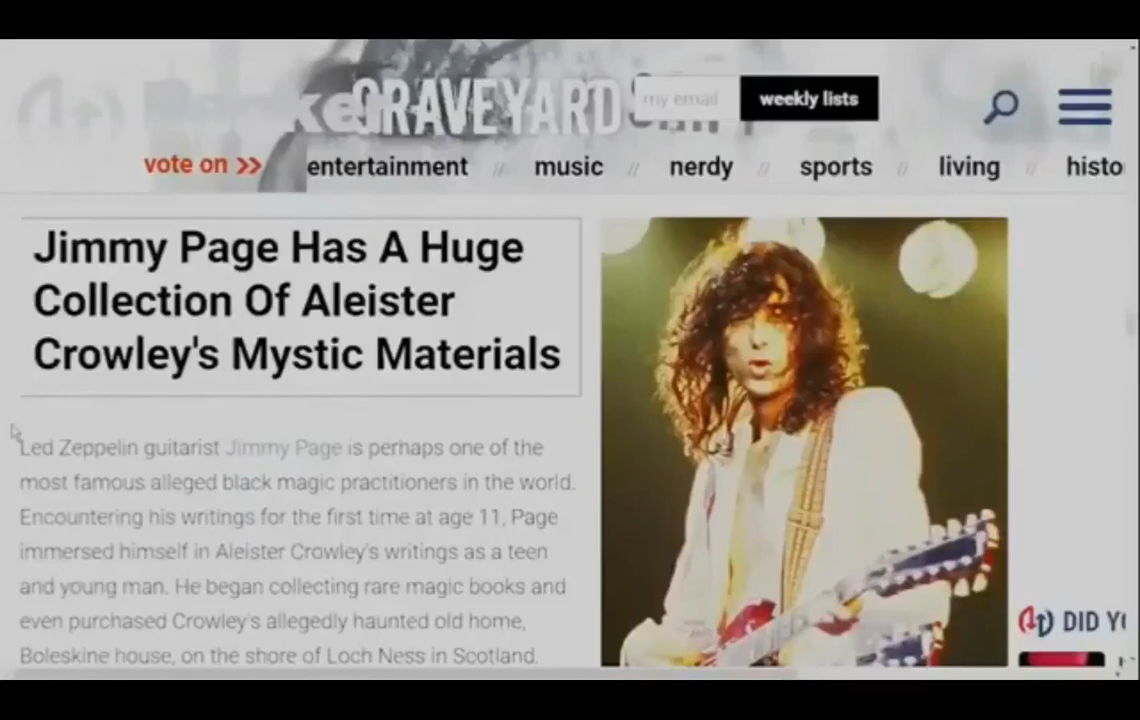 GRAVEYARD
my email
weekly lists
vote on >> entertainment // music // nerdy // sports // living // histo
Jimmy Page Has A Huge
Collection Of Aleister
Crowley's Mystic Materials
Led Zeppelin guitarist Jimmy Page is perhaps one of the
most famous alleged black magic practitioners in the world.
Encountering his writings for the first time at age 11, Page
immersed himself in Aleister Crowley's writings as a teen
and young man. He began collecting rare magic books and
even purchased Crowley's allegedly haunted old home,
Boleskine house, on the shore of Loch Ness in Scotland.
DID Y